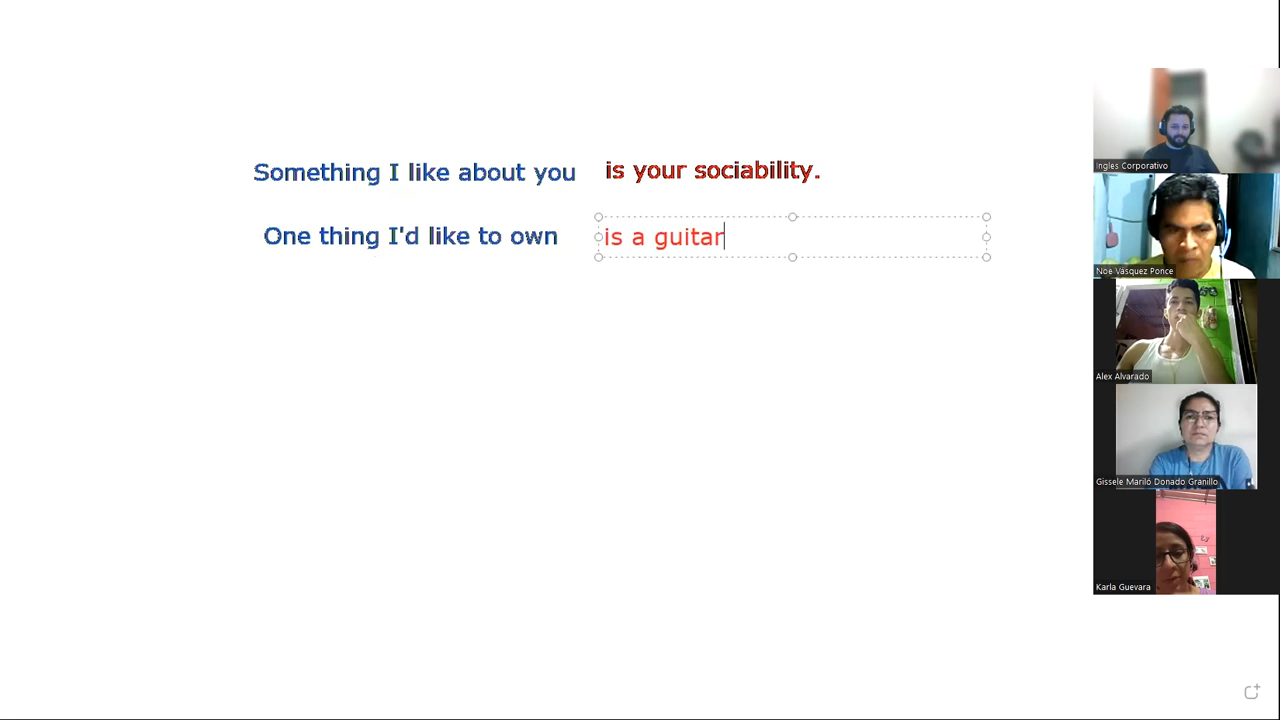 Something I like about you is your sociability.
One thing I'd like to own is a guitar
Ingles Corporativo
Noé Vásquez Ponce
Alex Alvarado
Gissele Mariló Donado Granillo
Karla Guevara